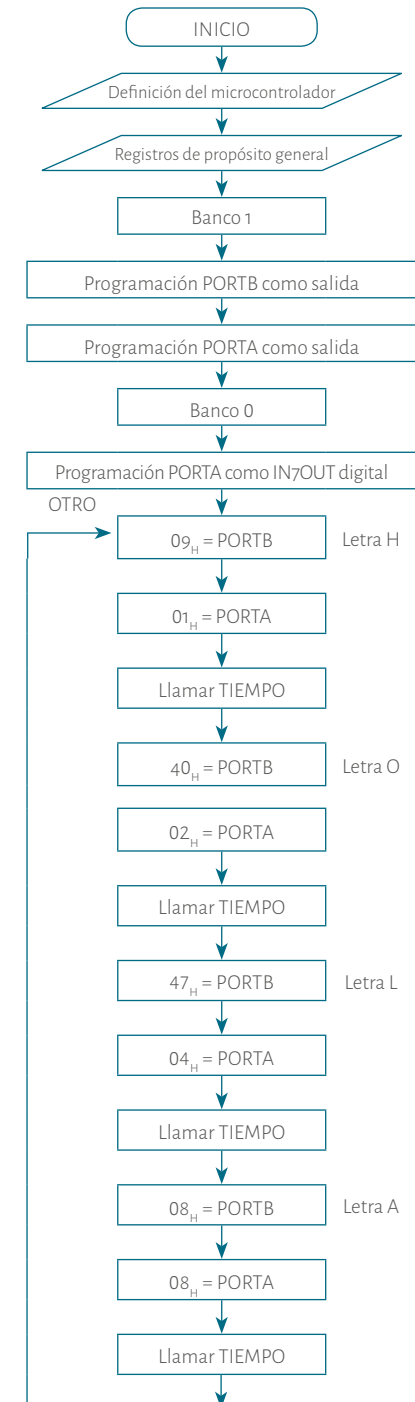 INICIO
Definición del microcontrolador
Registros de propósito general
Banco 1
Programación PORTB como salida
Programación PORTA como salida
Banco 0
Programación PORTA como IN7OUT digital
OTRO
09H = PORTB Letra H
01H = PORTA
Llamar TIEMPO
40H = PORTB Letra O
02H = PORTA
Llamar TIEMPO
47H = PORTB Letra L
04H = PORTA
Llamar TIEMPO
08H = PORTB Letra A
08H = PORTA
Llamar TIEMPO